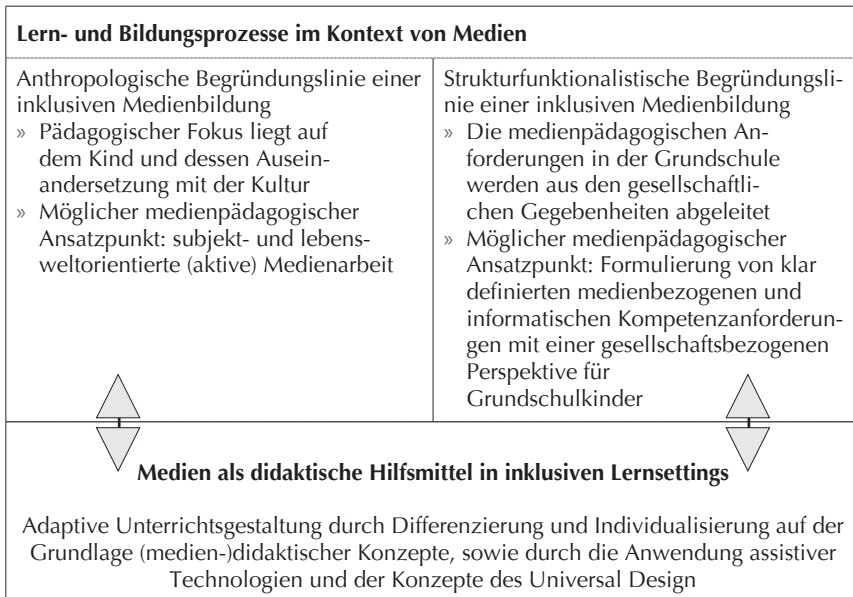 Lern- und Bildungsprozesse im Kontext von Medien
Anthropologische Begründungslinie einer
inklusiven Medienbildung
» Pädagogischer Fokus liegt auf
dem Kind und dessen Ausein-
andersetzung mit der Kultur
» Möglicher medienpädagogischer
Ansatzpunkt: subjekt- und lebens-
weltorientierte (aktive) Medienarbeit
Strukturfunktionalistische Begründungsli-
nie einer inklusiven Medienbildung
» Die medienpädagogischen An-
forderungen in der Grundschule
werden aus den gesellschaftli-
chen Gegebenheiten abgeleitet
» Möglicher medienpädagogischer
Ansatzpunkt: Formulierung von klar
definierten medienbezogenen und
informatischen Kompetenzanforderun-
gen mit einer gesellschaftsbezogenen
Perspektive für
Grundschulkinder
Medien als didaktische Hilfsmittel in inklusiven Lernsettings
Adaptive Unterrichtsgestaltung durch Differenzierung und Individualisierung auf der
Grundlage (medien-)didaktischer Konzepte, sowie durch die Anwendung assistiver
Technologien und der Konzepte des Universal Design